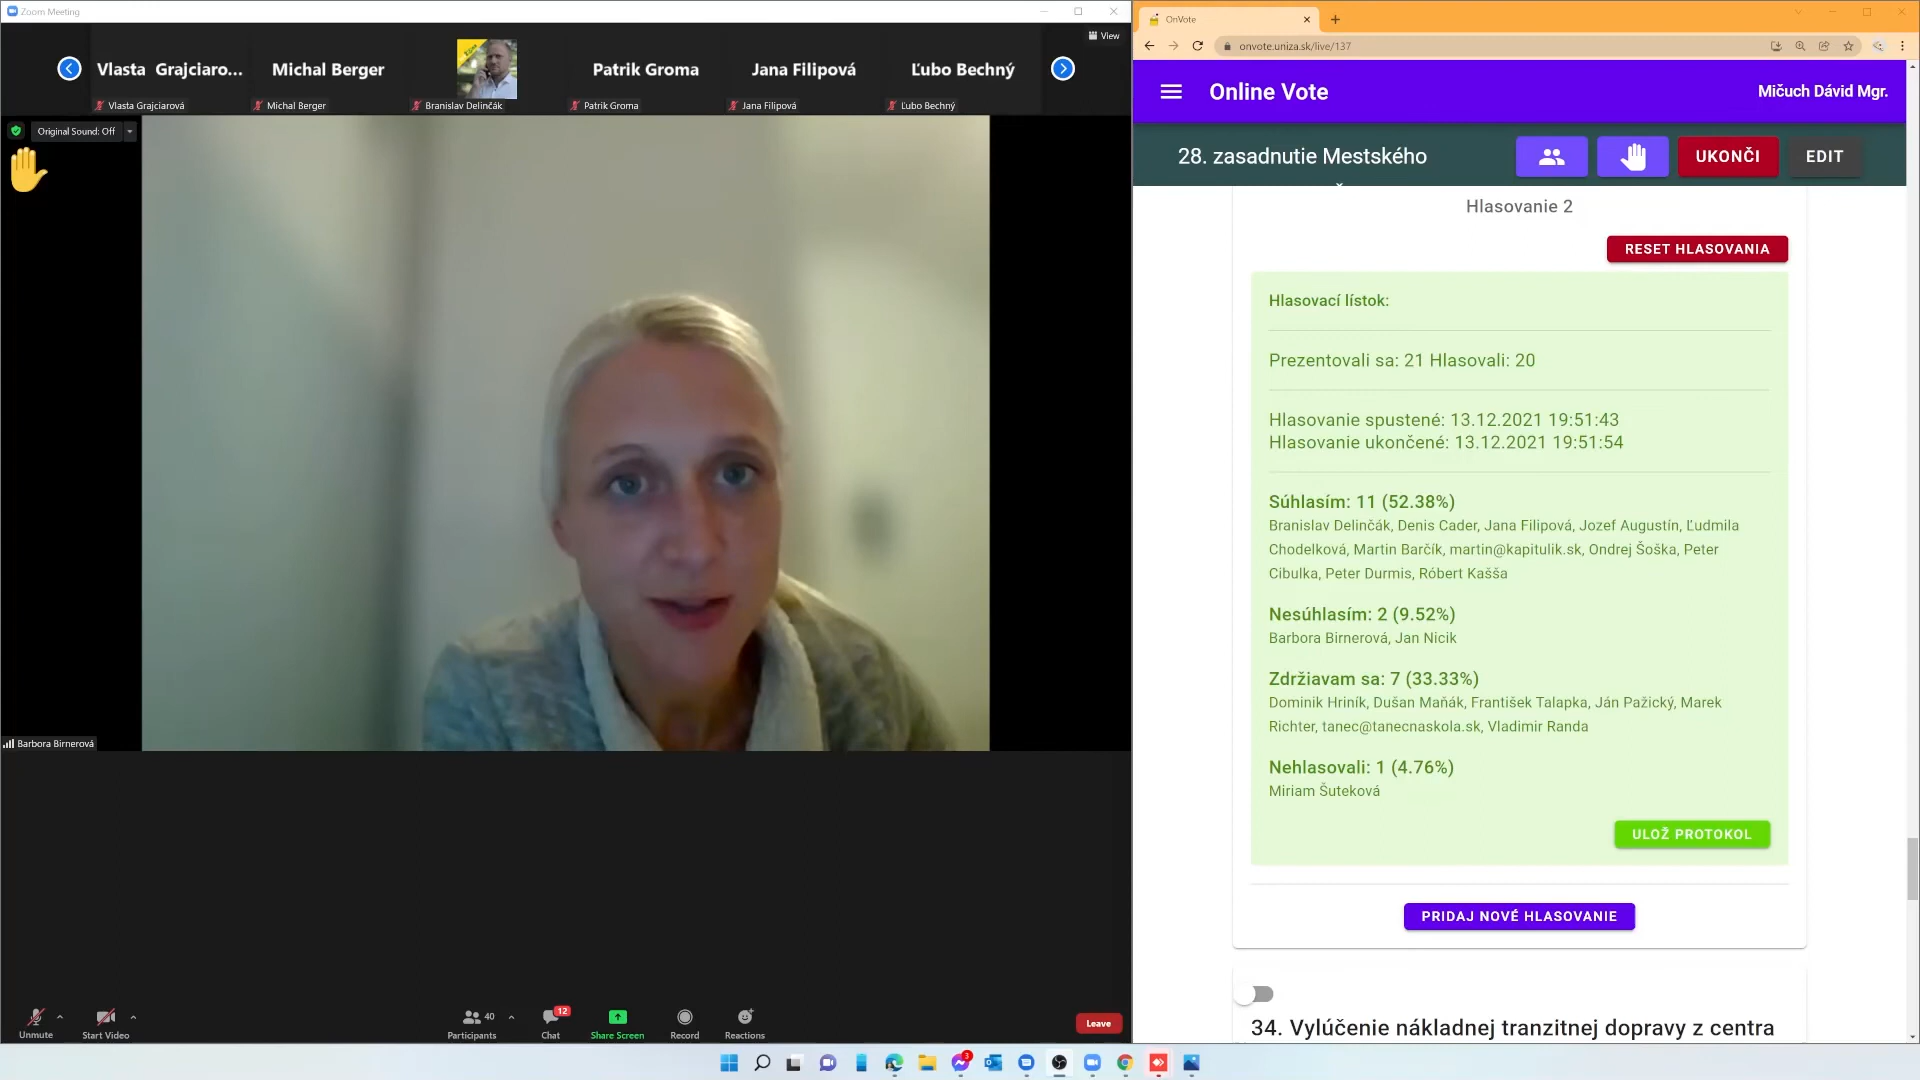 Zoom Meeting
View
Vlasta Grajciaro...
Michal Berger
Patrik Groma
Jana Filipová
Ľubo Bechný
Vlasta Grajciarová
Michal Berger
Branislav Delinčák
Patrik Groma
Jana Filipová
Ľubo Bechný
Original Sound: Off
Barbora Birnerová
Unmute
Start Video
40
Participants
12
Chat
Share Screen
Record
Reactions
Leave
OnVote
onvote.uniza.sk/live/137
Online Vote
Mičuch Dávid Mgr.
28. zasadnutie Mestského
UKONČI
EDIT
Hlasovanie 2
RESET HLASOVANIA
Hlasovací lístok:
Prezentovali sa: 21 Hlasovali: 20
Hlasovanie spustené: 13.12.2021 19:51:43
Hlasovanie ukončené: 13.12.2021 19:51:54
Súhlasím: 11 (52.38%)
Branislav Delinčák, Denis Cader, Jana Filipová, Jozef Augustín, Ľudmila
Chodelková, Martin Barčík, martin@kapitulik.sk, Ondrej Šoška, Peter
Cibulka, Peter Durmis, Róbert Kašša
Nesúhlasím: 2 (9.52%)
Barbora Birnerová, Jan Nicik
Zdržiavam sa: 7 (33.33%)
Dominik Hriník, Dušan Maňák, František Talapka, Ján Pažický, Marek
Richter, tanec@tanecnaskola.sk, Vladimir Randa
Nehlasovali: 1 (4.76%)
Miriam Šuteková
ULOŽ PROTOKOL
PRIDAJ NOVÉ HLASOVANIE
34. Vylúčenie nákladnej tranzitnej dopravy z centra
3